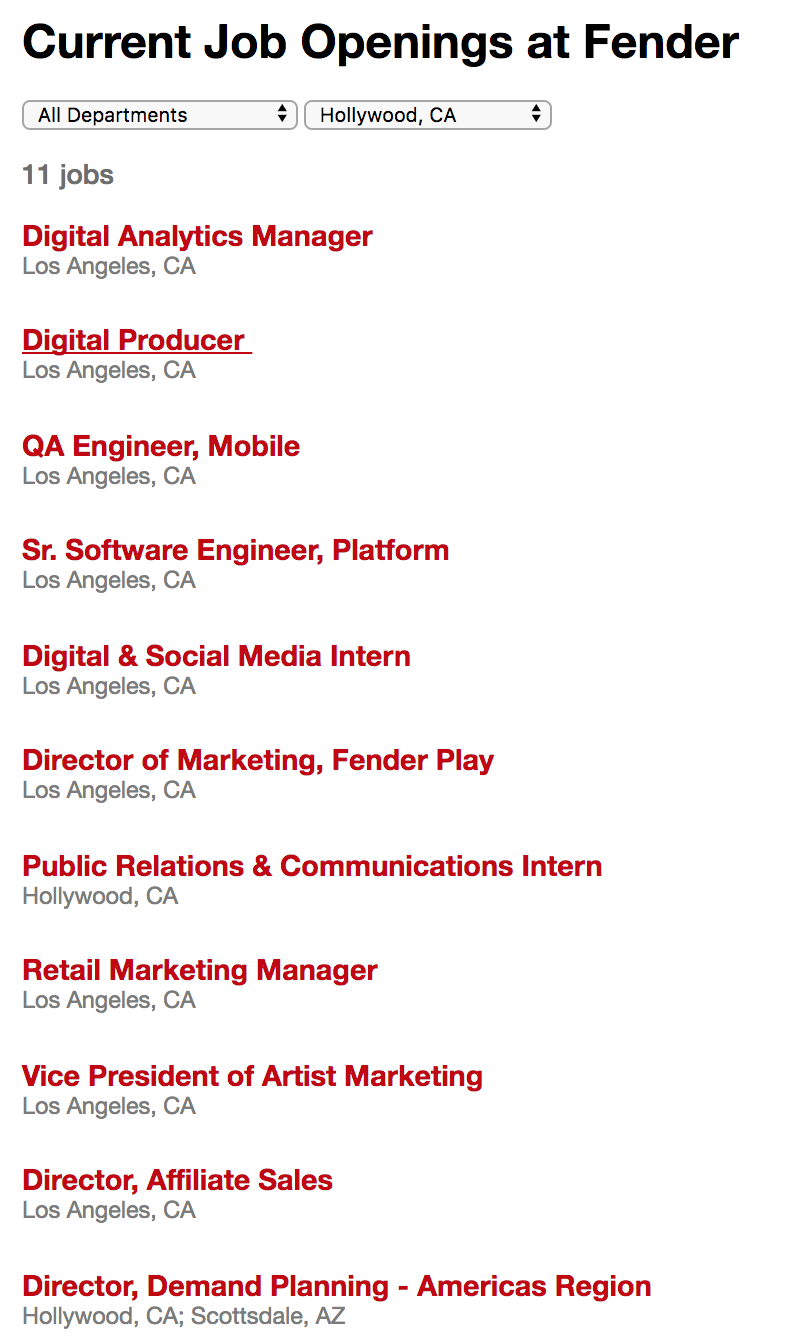 Current Job Openings at Fender
All Departments Hollywood, CA
11 jobs
Digital Analytics Manager
Los Angeles, CA
Digital Producer
Los Angeles, CA
QA Engineer, Mobile
Los Angeles, CA
Sr. Software Engineer, Platform
Los Angeles, CA
Digital & Social Media Intern
Los Angeles, CA
Director of Marketing, Fender Play
Los Angeles, CA
Public Relations & Communications Intern
Hollywood, CA
Retail Marketing Manager
Los Angeles, CA
Vice President of Artist Marketing
Los Angeles, CA
Director, Affiliate Sales
Los Angeles, CA
Director, Demand Planning - Americas Region
Hollywood, CA; Scottsdale, AZ